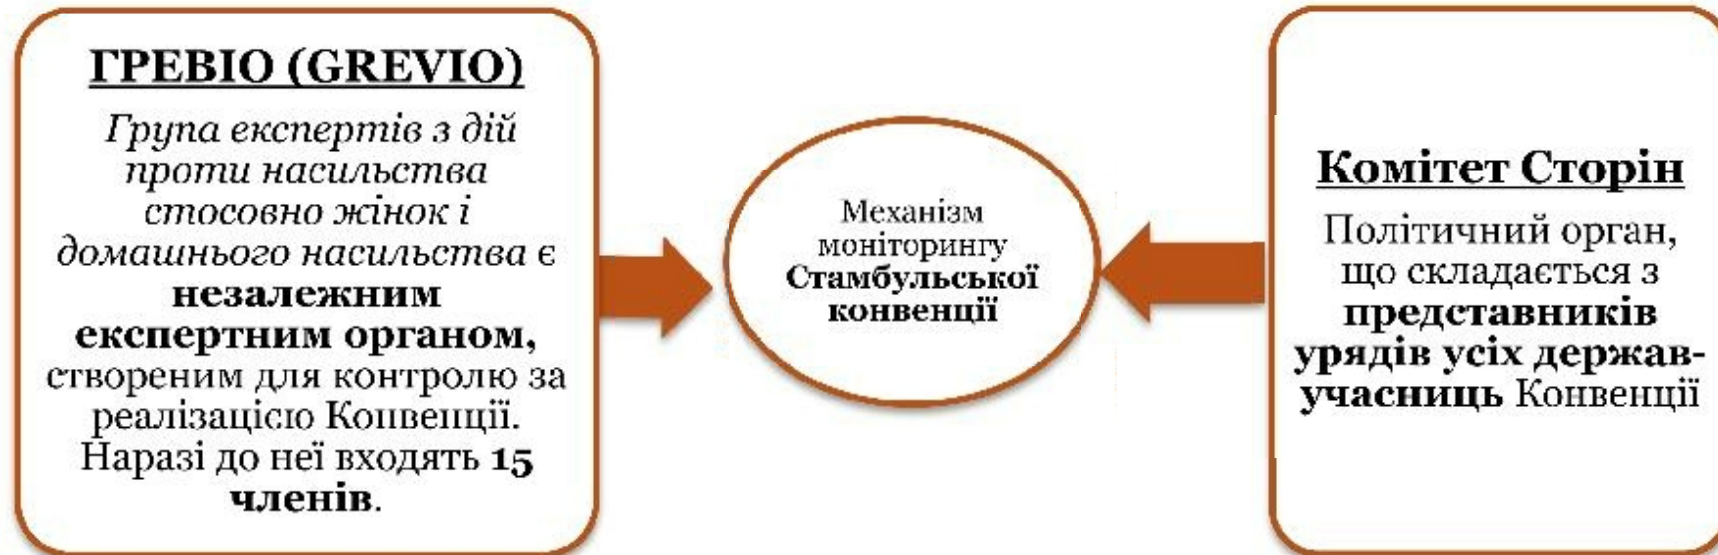 ГРЕВІО (GREVIO)
Група експертів з дій
проти насильства
стосовно жінок і
домашнього насильства є
незалежним
експертним органом,
створеним для контролю за
реалізацією Конвенції.
Наразі до неї входять 15
членів.
Механізм
моніторингу
Стамбульської
конвенції
Комітет Сторін
Політичний орган,
що складається з
представників
урядів усіх держав-
учасниць Конвенції